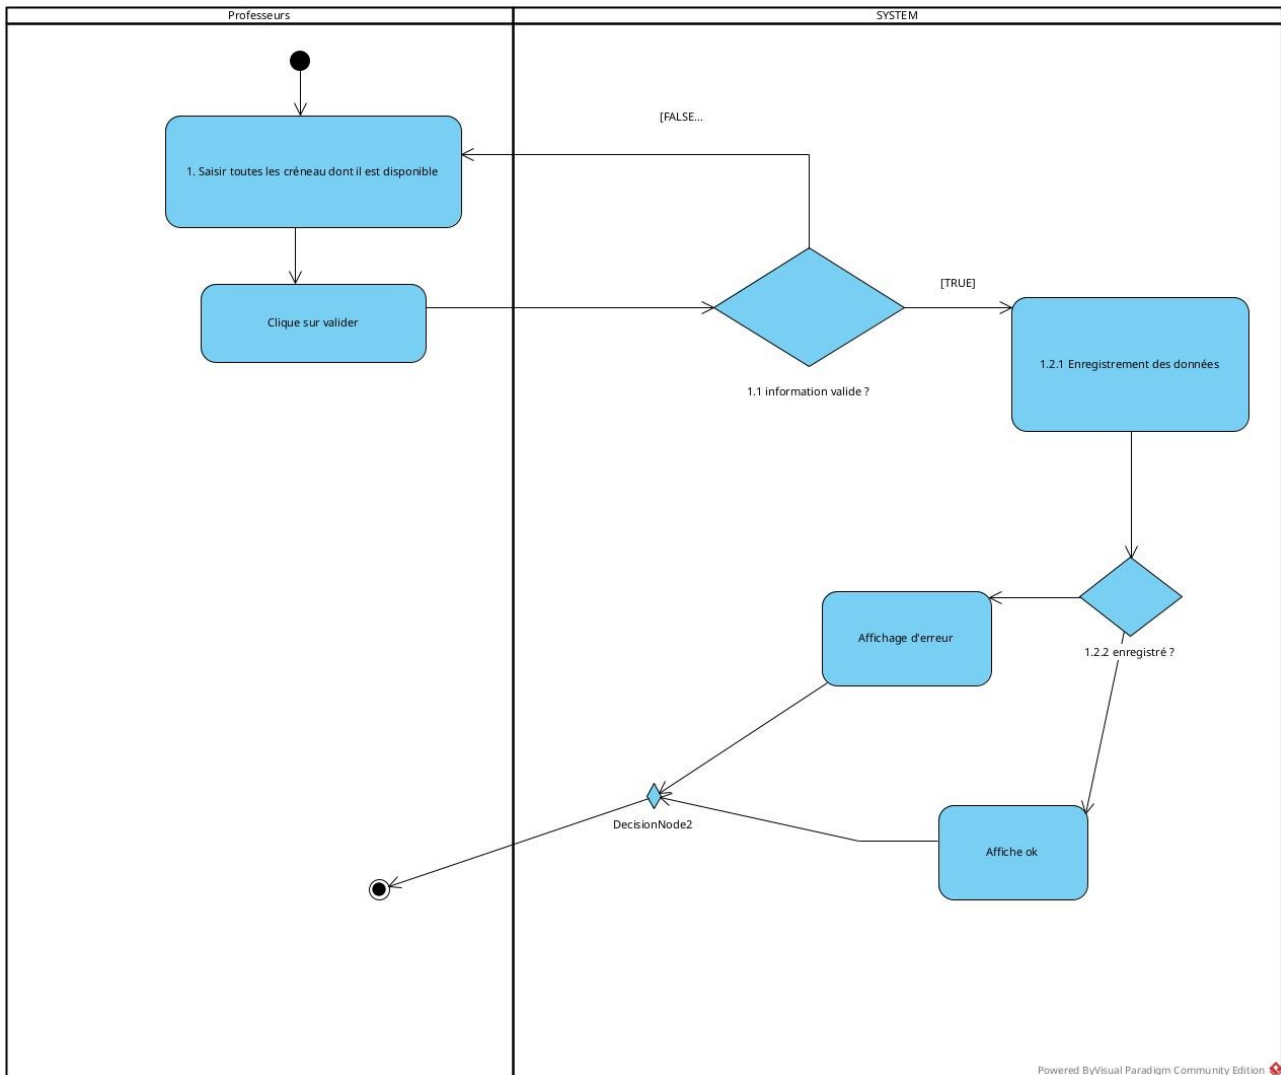 Professeurs
SYSTEM
[FALSE...
1. Saisir toutes les créneau dont il est disponible
[TRUE]
Clique sur valider
1.2.1 Enregistrement des données
1.1 information valide ?
Affichage d'erreur
1.2.2 enregistré ?
DecisionNode2
Affiche ok
Powered ByVisual Paradigm Community Edition